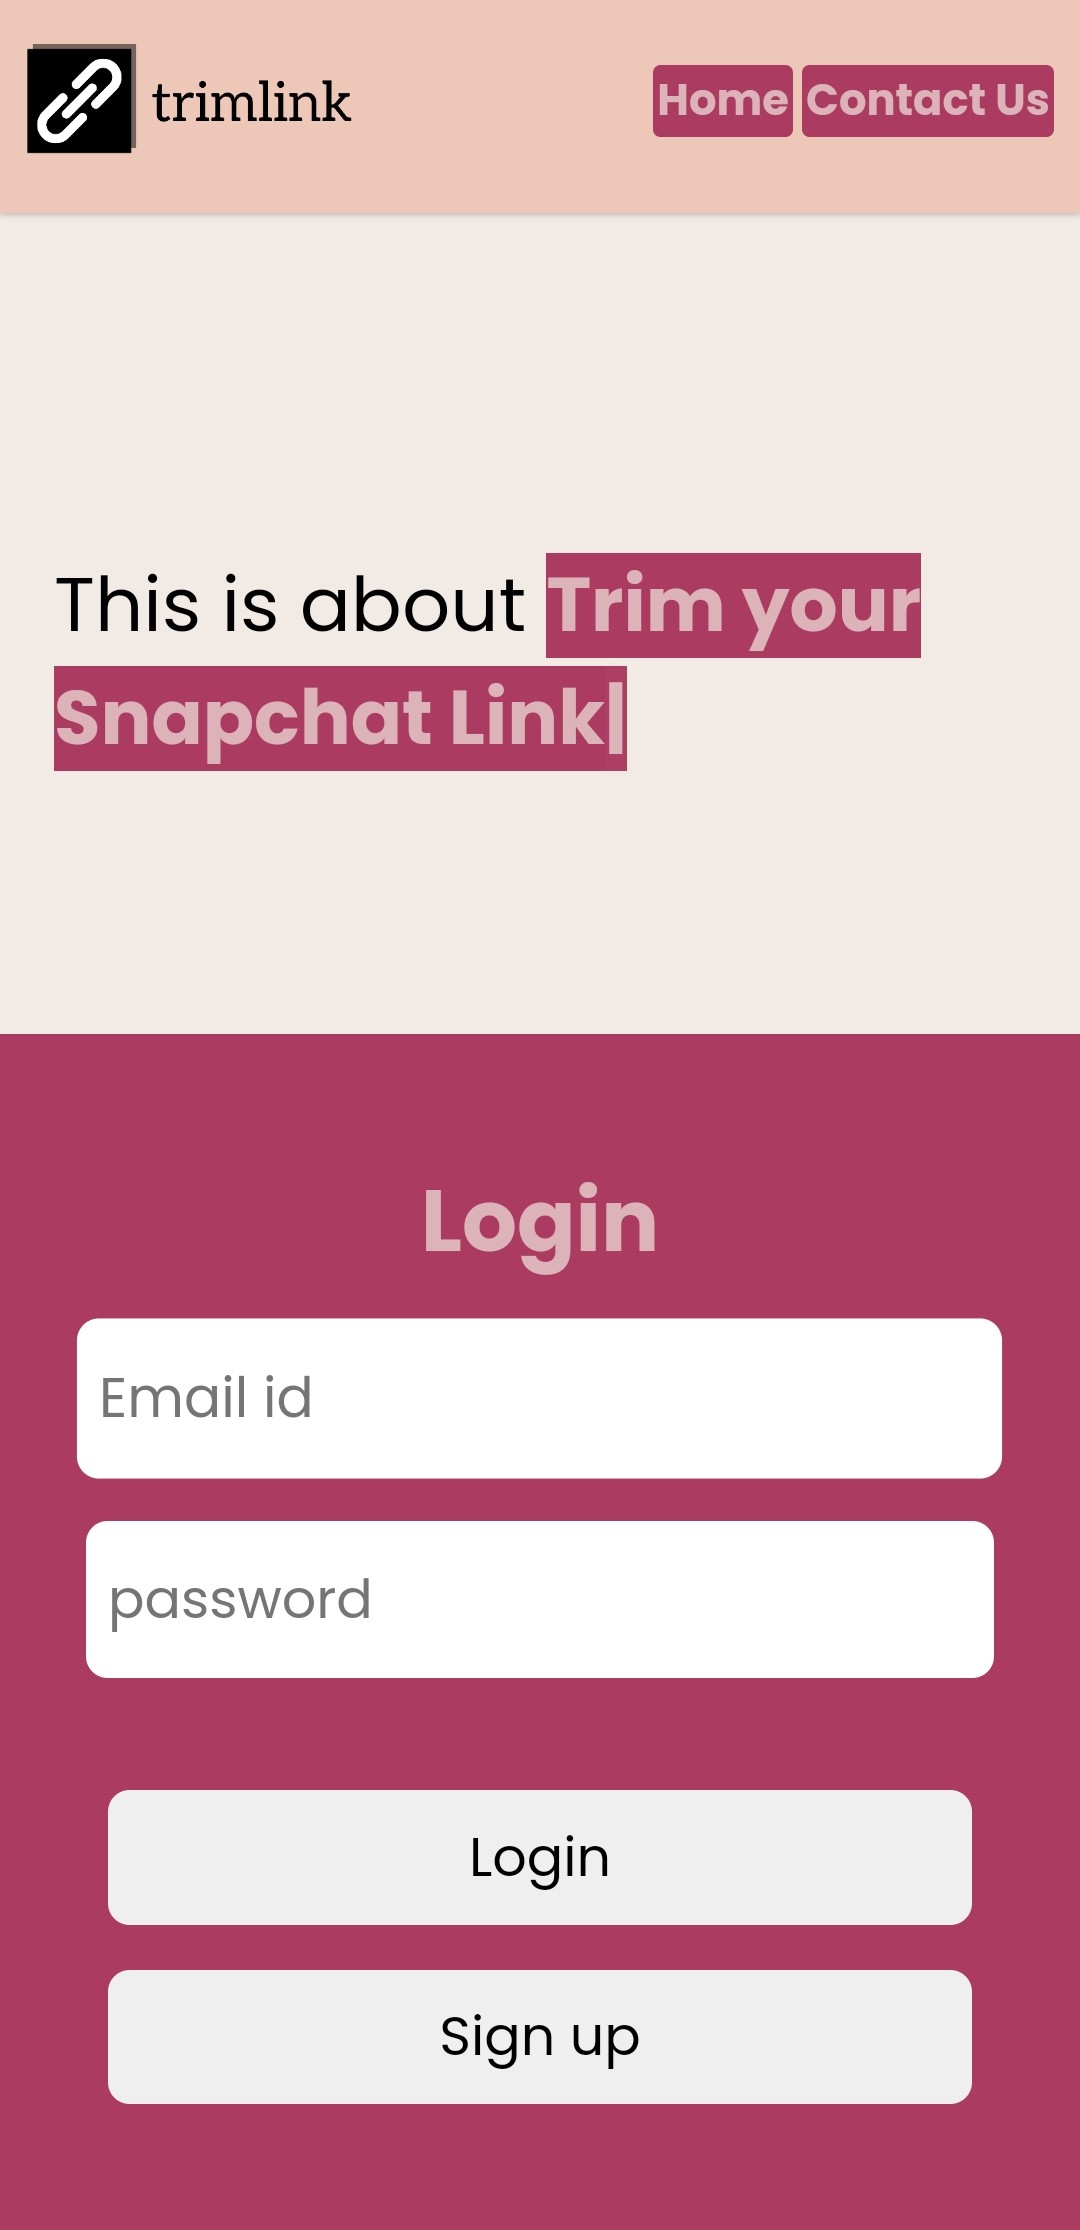 trimlink
Home Contact Us
This is about Trim your
Snapchat Link|
Login
Email id
password
Login
Sign up